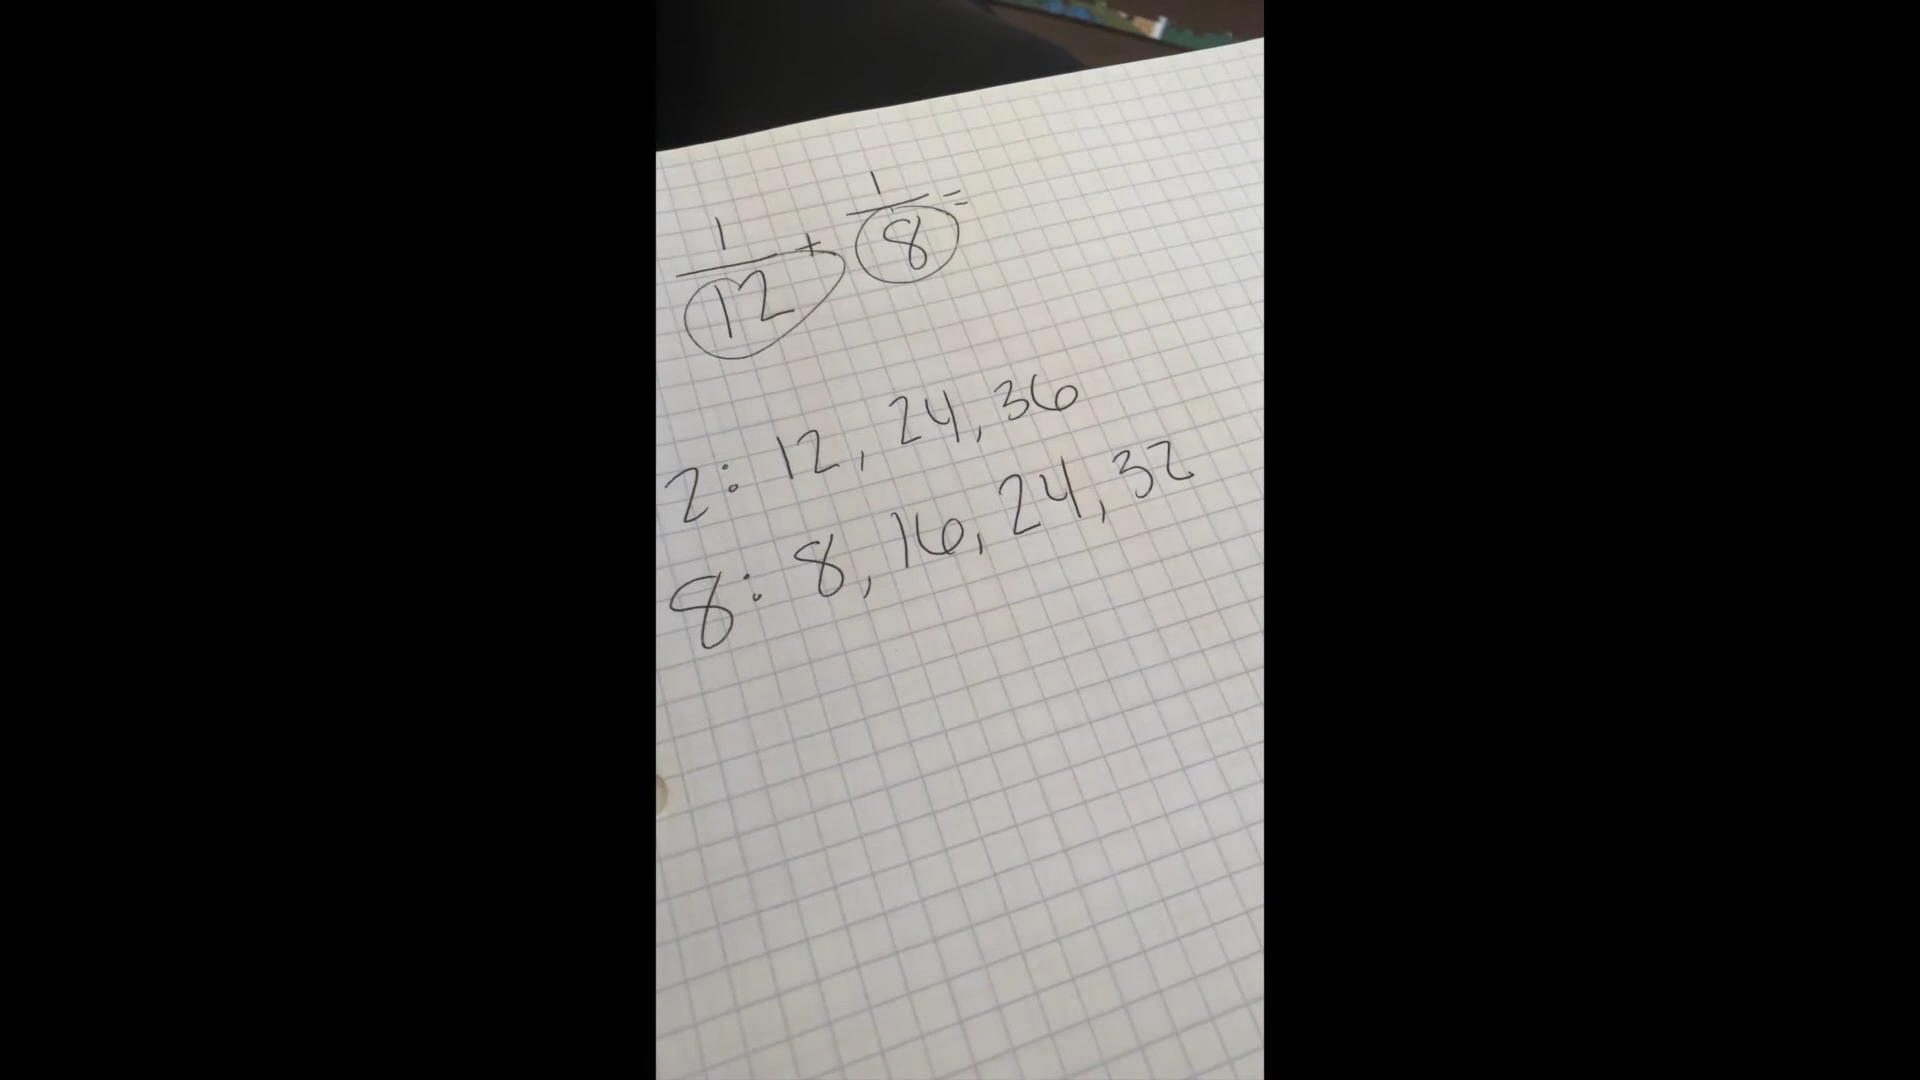 1/12 + 1/8 =
2: 12, 24, 36
8: 8, 16, 24, 32